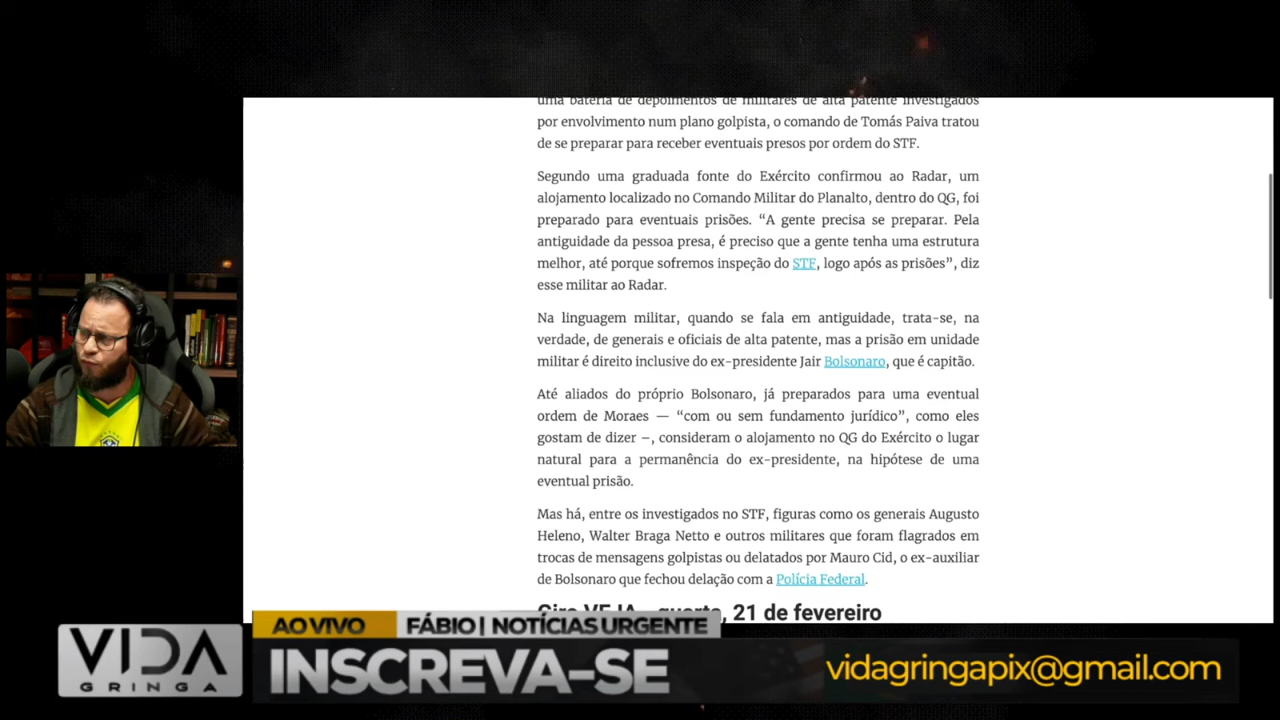 uma bateria de depoimentos de militares de alta patente investigados
por envolvimento num plano golpista, o comando de Tomás Paiva tratou
de se preparar para receber eventuais presos por ordem do STF.
Segundo uma graduada fonte do Exército confirmou ao Radar, um
alojamento localizado no Comando Militar do Planalto, dentro do QG, foi
preparado para eventuais prisões. “A gente precisa se preparar. Pela
antiguidade da pessoa presa, é preciso que a gente tenha uma estrutura
melhor, até porque sofremos inspeção do STF, logo após as prisões”, diz
esse militar ao Radar.
Na linguagem militar, quando se fala em antiguidade, trata-se, na
verdade, de generais e oficiais de alta patente, mas a prisão em unidade
militar é direito inclusive do ex-presidente Jair Bolsonaro, que é capitão.
Até aliados do próprio Bolsonaro, já preparados para uma eventual
ordem de Moraes — “com ou sem fundamento jurídico”, como eles
gostam de dizer –, consideram o alojamento no QG do Exército o lugar
natural para a permanência do ex-presidente, na hipótese de uma
eventual prisão.
Mas há, entre os investigados no STF, figuras como os generais Augusto
Heleno, Walter Braga Netto e outros militares que foram flagrados em
trocas de mensagens golpistas ou delatados por Mauro Cid, o ex-auxiliar
de Bolsonaro que fechou delação com a Polícia Federal.
Giro VEJA - quarta, 21 de fevereiro
AO VIVO FÁBIO | NOTÍCIAS URGENTE
VIDA
GRINGA
INSCREVA-SE
vidagringapix@gmail.com